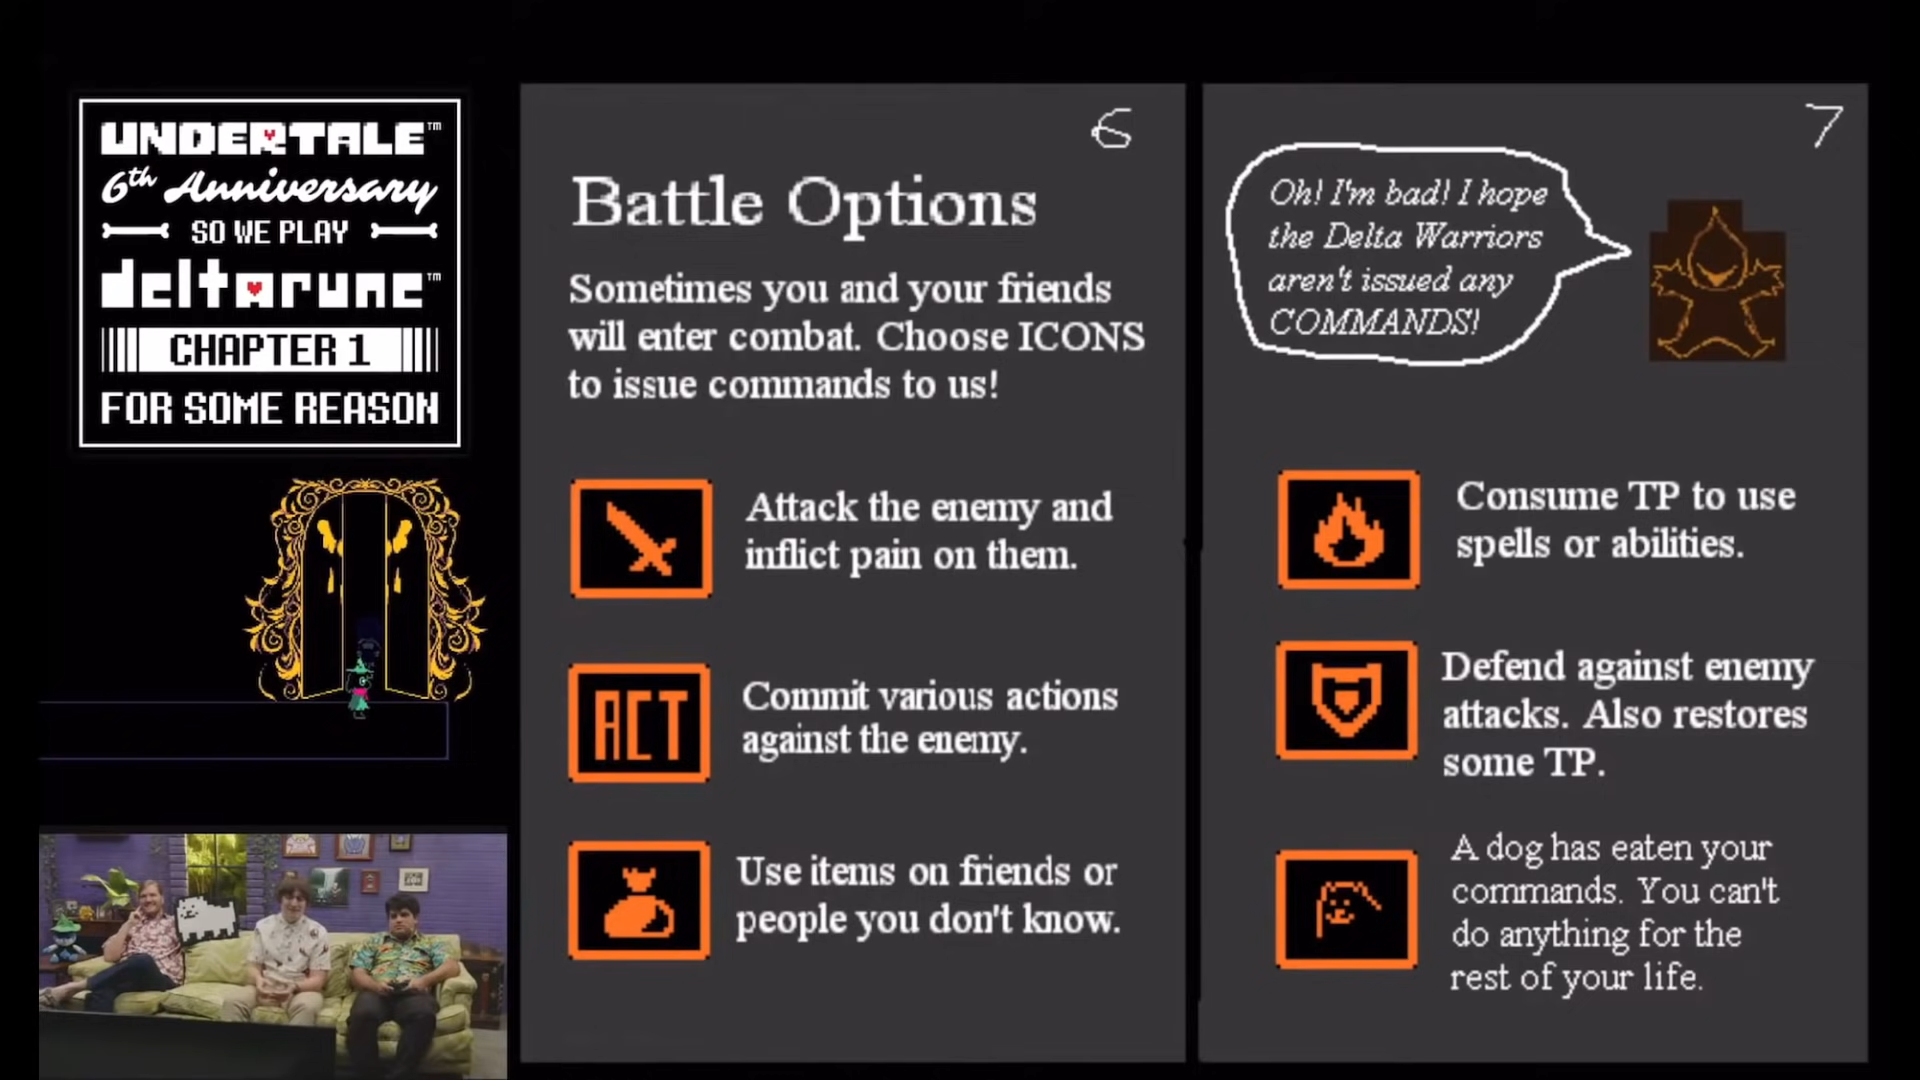 UNDERTALE™
6th Anniversary
SO WE PLAY
deltarune™
CHAPTER 1
FOR SOME REASON
6
Battle Options
Sometimes you and your friends
will enter combat. Choose ICONS
to issue commands to us!
Attack the enemy and
inflict pain on them.
ACT
Commit various actions
against the enemy.
Use items on friends or
people you don't know.
7
Oh! I'm bad! I hope
the Delta Warriors
aren't issued any
COMMANDS!
Consume TP to use
spells or abilities.
Defend against enemy
attacks. Also restores
some TP.
A dog has eaten your
commands. You can't
do anything for the
rest of your life.